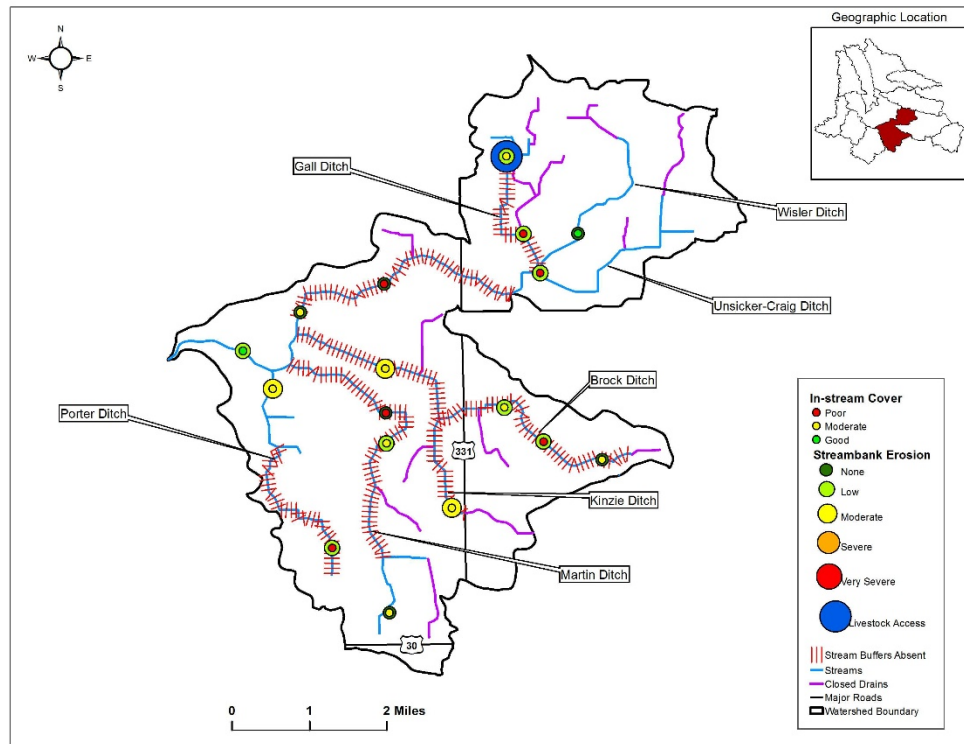 Geographic Location
N
W
E
S
Gall Ditch
Wisler Ditch
Unsicker-Craig Ditch
Brock Ditch
Porter Ditch
331
Kinzie Ditch
Martin Ditch
30
0 1 2 Miles
In-stream Cover
Poor
Moderate
Good
Streambank Erosion
None
Low
Moderate
Severe
Very Severe
Livestock Access
Stream Buffers Absent
Streams
Closed Drains
Major Roads
Watershed Boundary